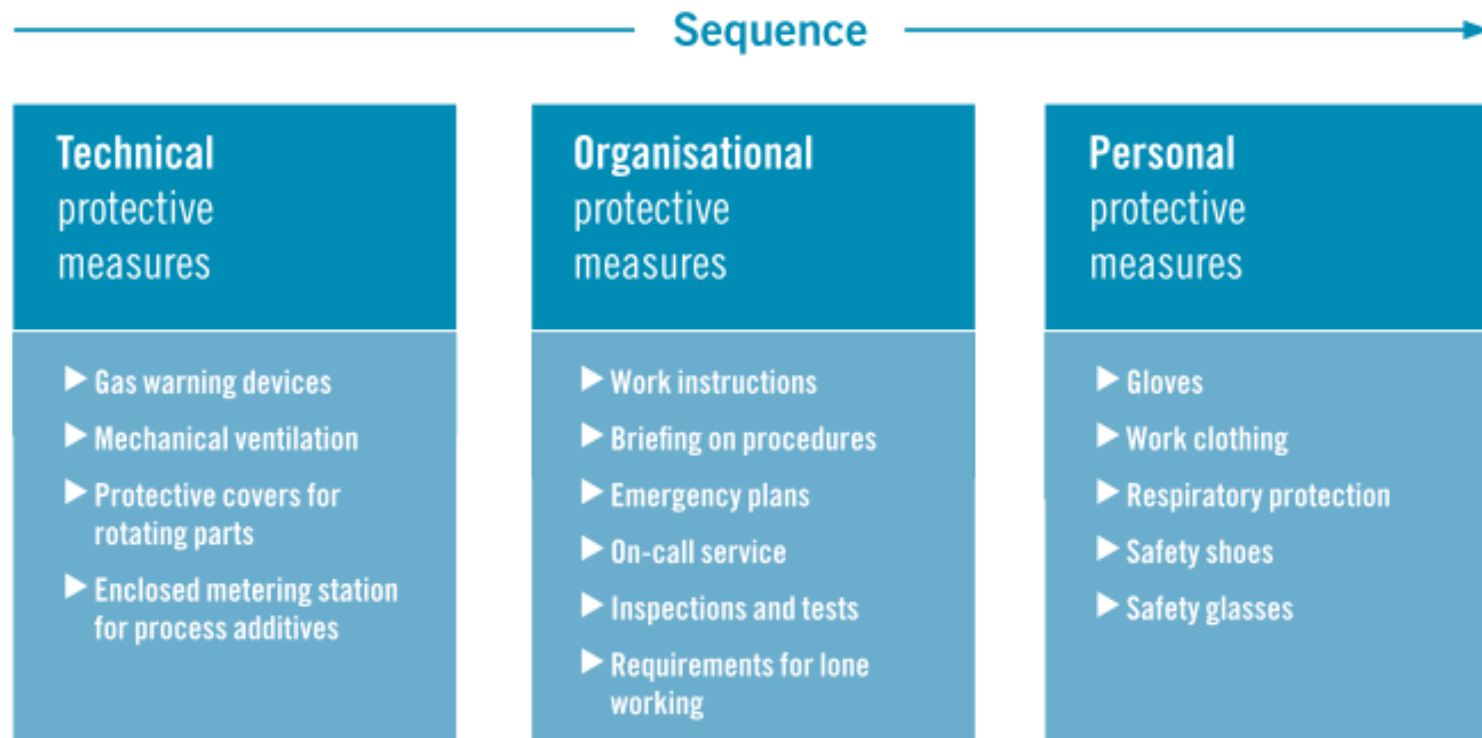 Sequence
Technical
protective
measures
▶ Gas warning devices
▶ Mechanical ventilation
▶ Protective covers for
rotating parts
▶ Enclosed metering station
for process additives
Organisational
protective
measures
▶ Work instructions
▶ Briefing on procedures
▶ Emergency plans
▶ On-call service
▶ Inspections and tests
▶ Requirements for lone
working
Personal
protective
measures
▶ Gloves
▶ Work clothing
▶ Respiratory protection
▶ Safety shoes
▶ Safety glasses